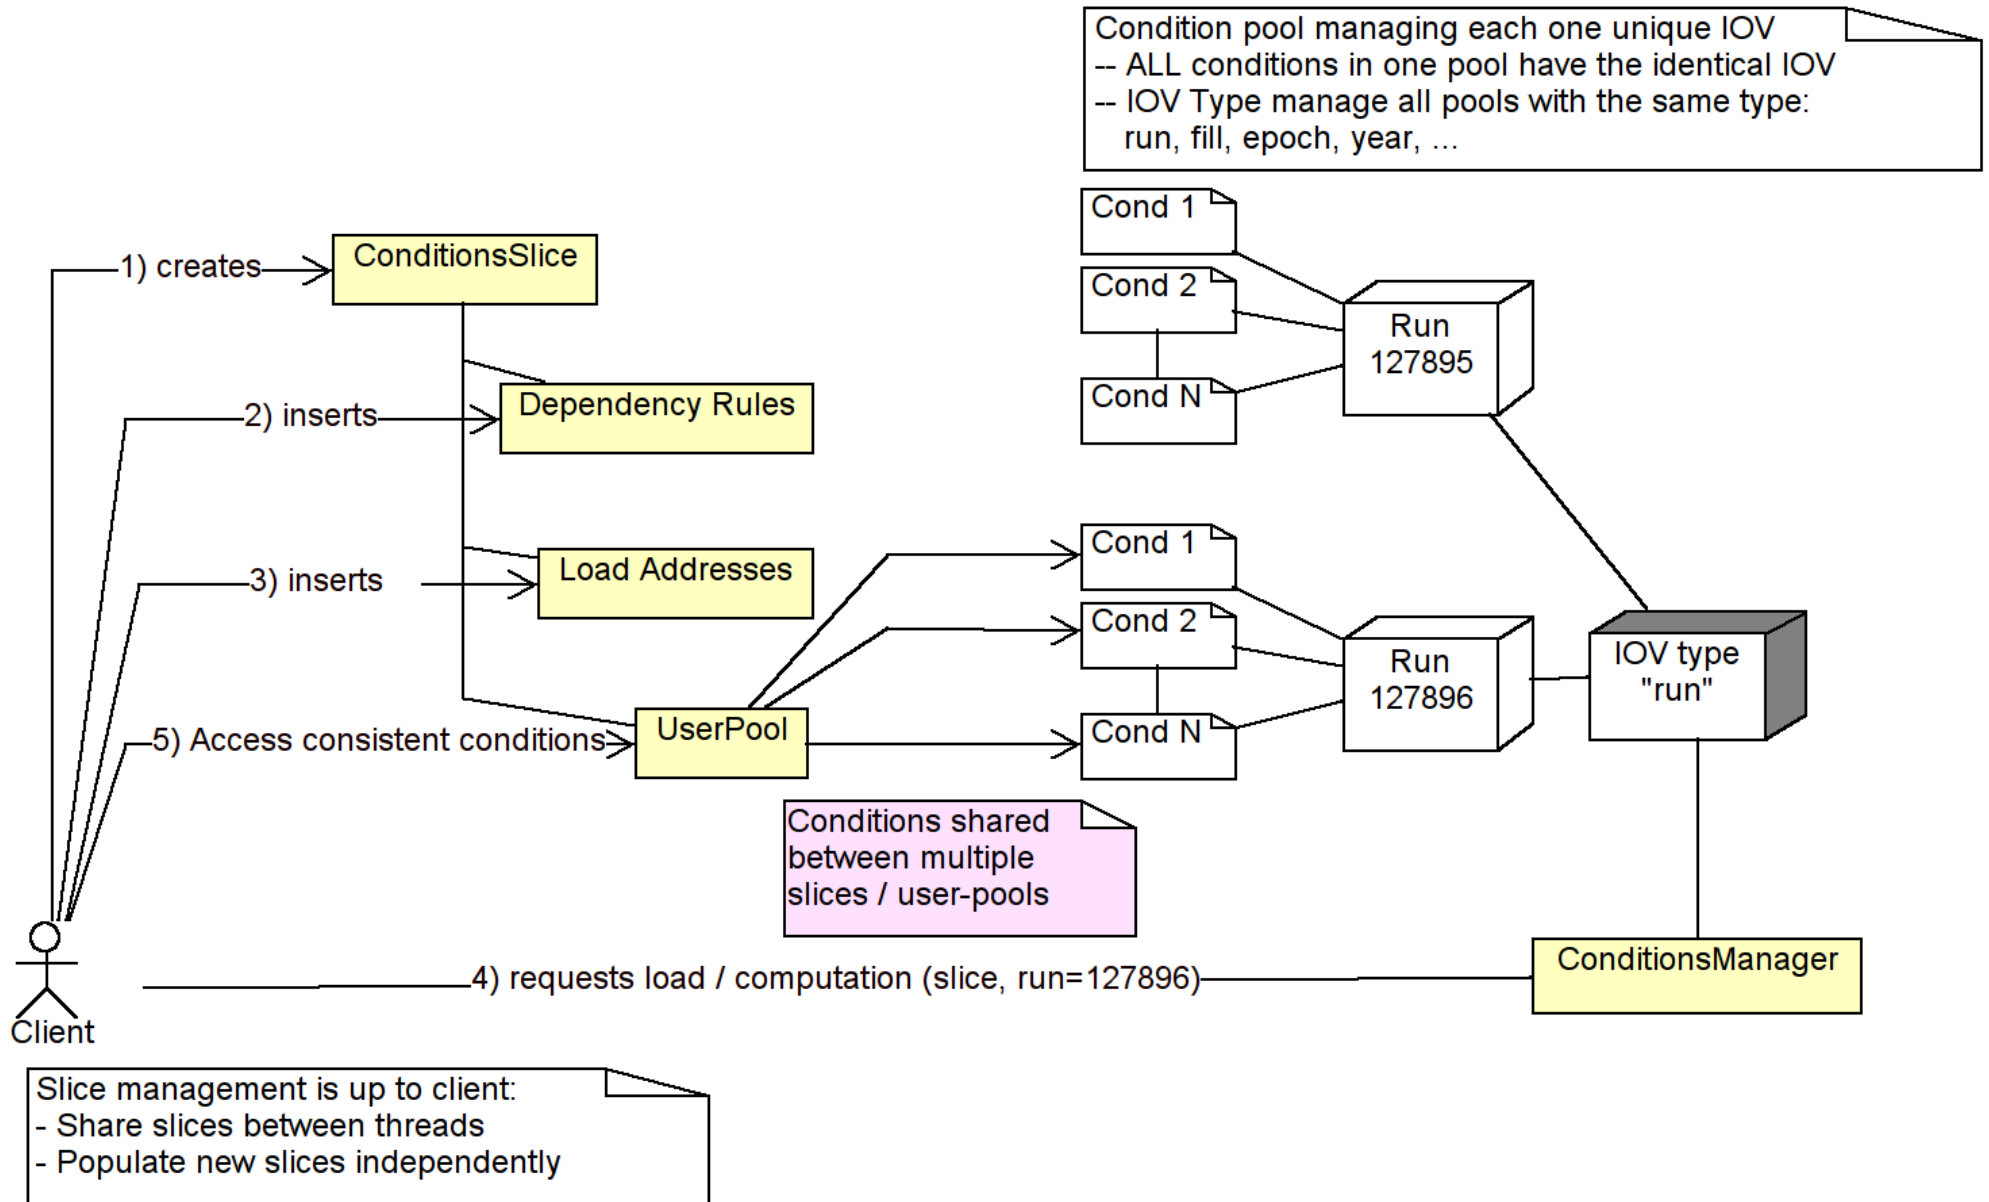 Condition pool managing each one unique IOV
-- ALL conditions in one pool have the identical IOV
-- IOV Type manage all pools with the same type:
run, fill, epoch, year, ...
Cond 1
Cond 2
Cond N
Run
127895
1) creates
ConditionsSlice
2) inserts
Dependency Rules
3) inserts
Load Addresses
5) Access consistent conditions
UserPool
Cond 1
Cond 2
Cond N
Run
127896
IOV type
"run"
Conditions shared
between multiple
slices / user-pools
4) requests load / computation (slice, run=127896)
ConditionsManager
Client
Slice management is up to client:
- Share slices between threads
- Populate new slices independently